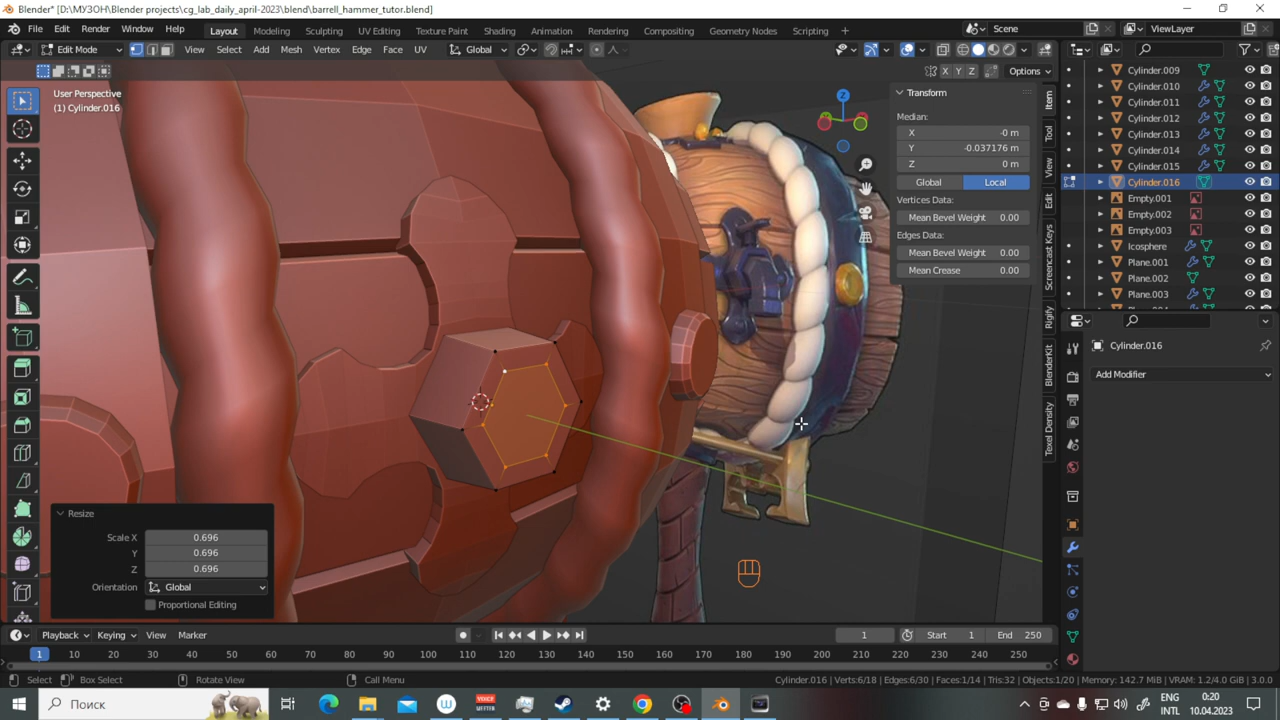 Blender* [D:\МУЗОН\Blender projects\cg_lab_daily_april-2023\blend\barrell_hammer_tutor.blend]
File Edit Render Window Help Layout Modeling Sculpting UV Editing Texture Paint Shading Animation Rendering Compositing Geometry Nodes Scripting Scene ViewLayer
Edit Mode View Select Add Mesh Vertex Edge Face UV Global
X Y Z Options
User Perspective
(1) Cylinder.016
Z
Transform
Median:
X -0 m
Y -0.037176 m
Z 0 m
Global Local
Vertices Data:
Mean Bevel Weight 0.00
Edges Data:
Mean Bevel Weight 0.00
Mean Crease 0.00
Item
Tool
View
Edit
Screencast Keys
Rigify
BlenderKit
Texel Density
Cylinder.009
Cylinder.010
Cylinder.011
Cylinder.012
Cylinder.013
Cylinder.014
Cylinder.015
Cylinder.016
Empty.001
Empty.002
Empty.003
Icosphere
Plane.001
Plane.002
Plane.003
Cylinder.016
Add Modifier
Resize
Scale X 0.696
Y 0.696
Z 0.696
Orientation Global
Proportional Editing
Playback Keying View Marker 1 Start 1 End 250
1 10 20 30 40 50 60 70 80 90 100 110 120 130 140 150 160 170 180 190 200 210 220 230 240 250
Select Box Select Rotate View Call Menu Cylinder.016 | Verts:6/18 | Edges:6/30 | Faces:1/14 | Tris:32 | Objects:1/20 | Memory: 142.7 MiB | VRAM: 1.2/4.0 GiB | 3.0.0
Поиск
ENG 0:20
INTL 10.04.2023